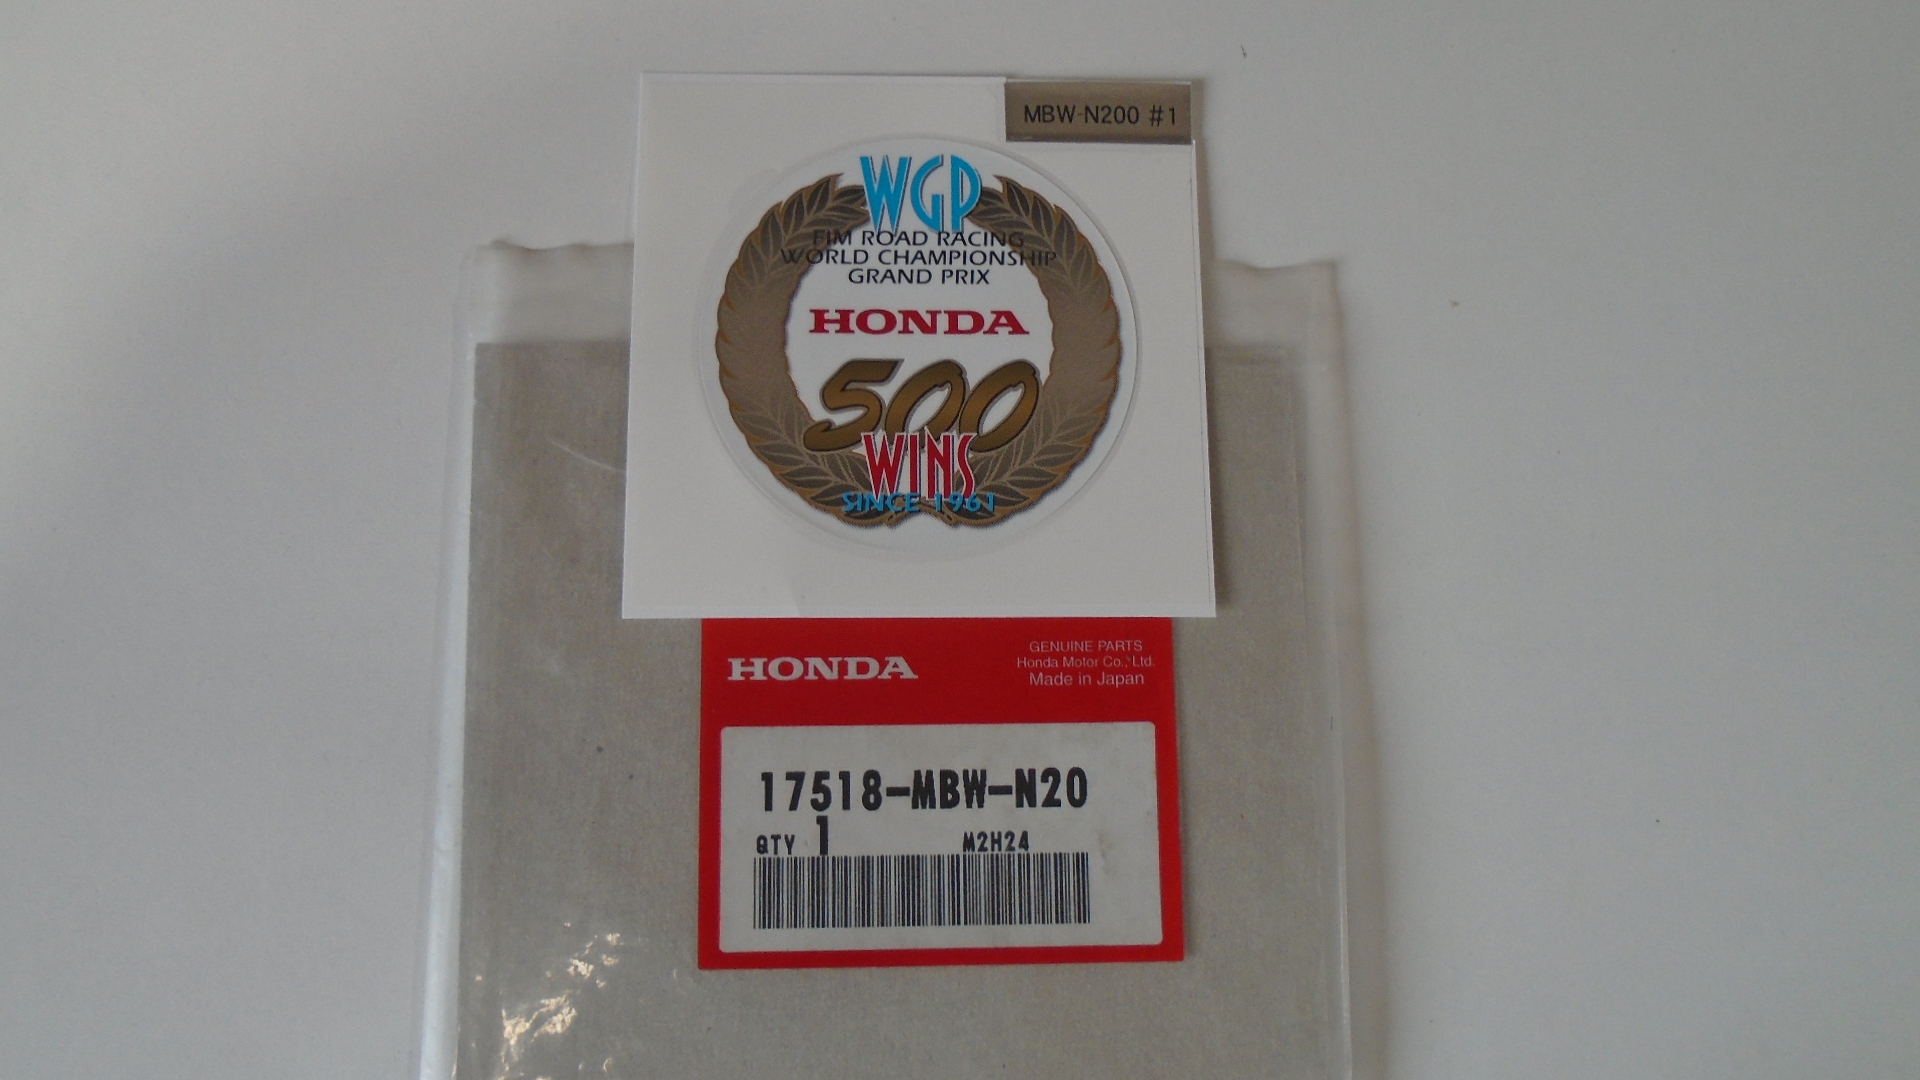 MBW-N200 #1
WGP
FIM ROAD RACING
WORLD CHAMPIONSHIP
GRAND PRIX
HONDA
500
WINS
SINCE 1961
HONDA
GENUINE PARTS
Honda Motor Co., Ltd.
Made in Japan
17518-MBW-N20
QTY 1 M2H24